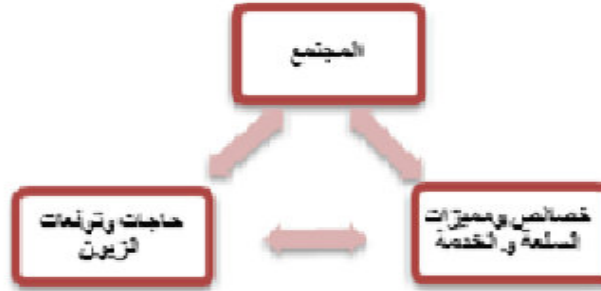 المجتمع
خصائص ومميزات
السلعة و الخدمة
حاجات وتوقعات
الزبون